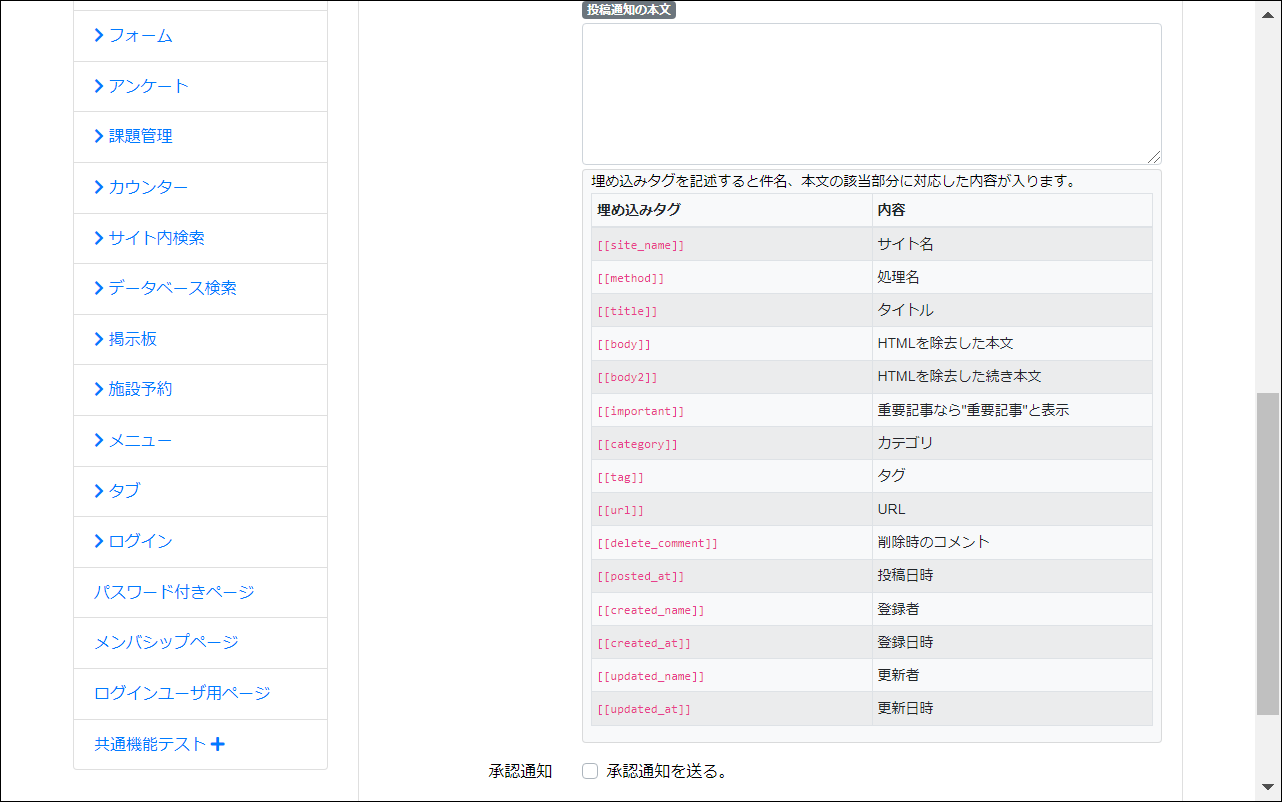 フォーム
アンケート
課題管理
カウンター
サイト内検索
データベース検索
掲示板
施設予約
メニュー
タブ
ログイン
パスワード付きページ
メンバシップページ
ログインユーザ用ページ
共通機能テスト
投稿通知の本文
埋め込みタグを記述すると件名、本文の該当部分に対応した内容が入ります。
埋め込みタグ 内容
[[site_name]] サイト名
[[method]] 処理名
[[title]] タイトル
[[body]] HTMLを除去した本文
[[body2]] HTMLを除去した続き本文
[[important]] 重要記事なら"重要記事"と表示
[[category]] カテゴリ
[[tag]] タグ
[[url]] URL
[[delete_comment]] 削除時のコメント
[[posted_at]] 投稿日時
[[created_name]] 登録者
[[created_at]] 登録日時
[[updated_name]] 更新者
[[updated_at]] 更新日時
承認通知 承認通知を送る。